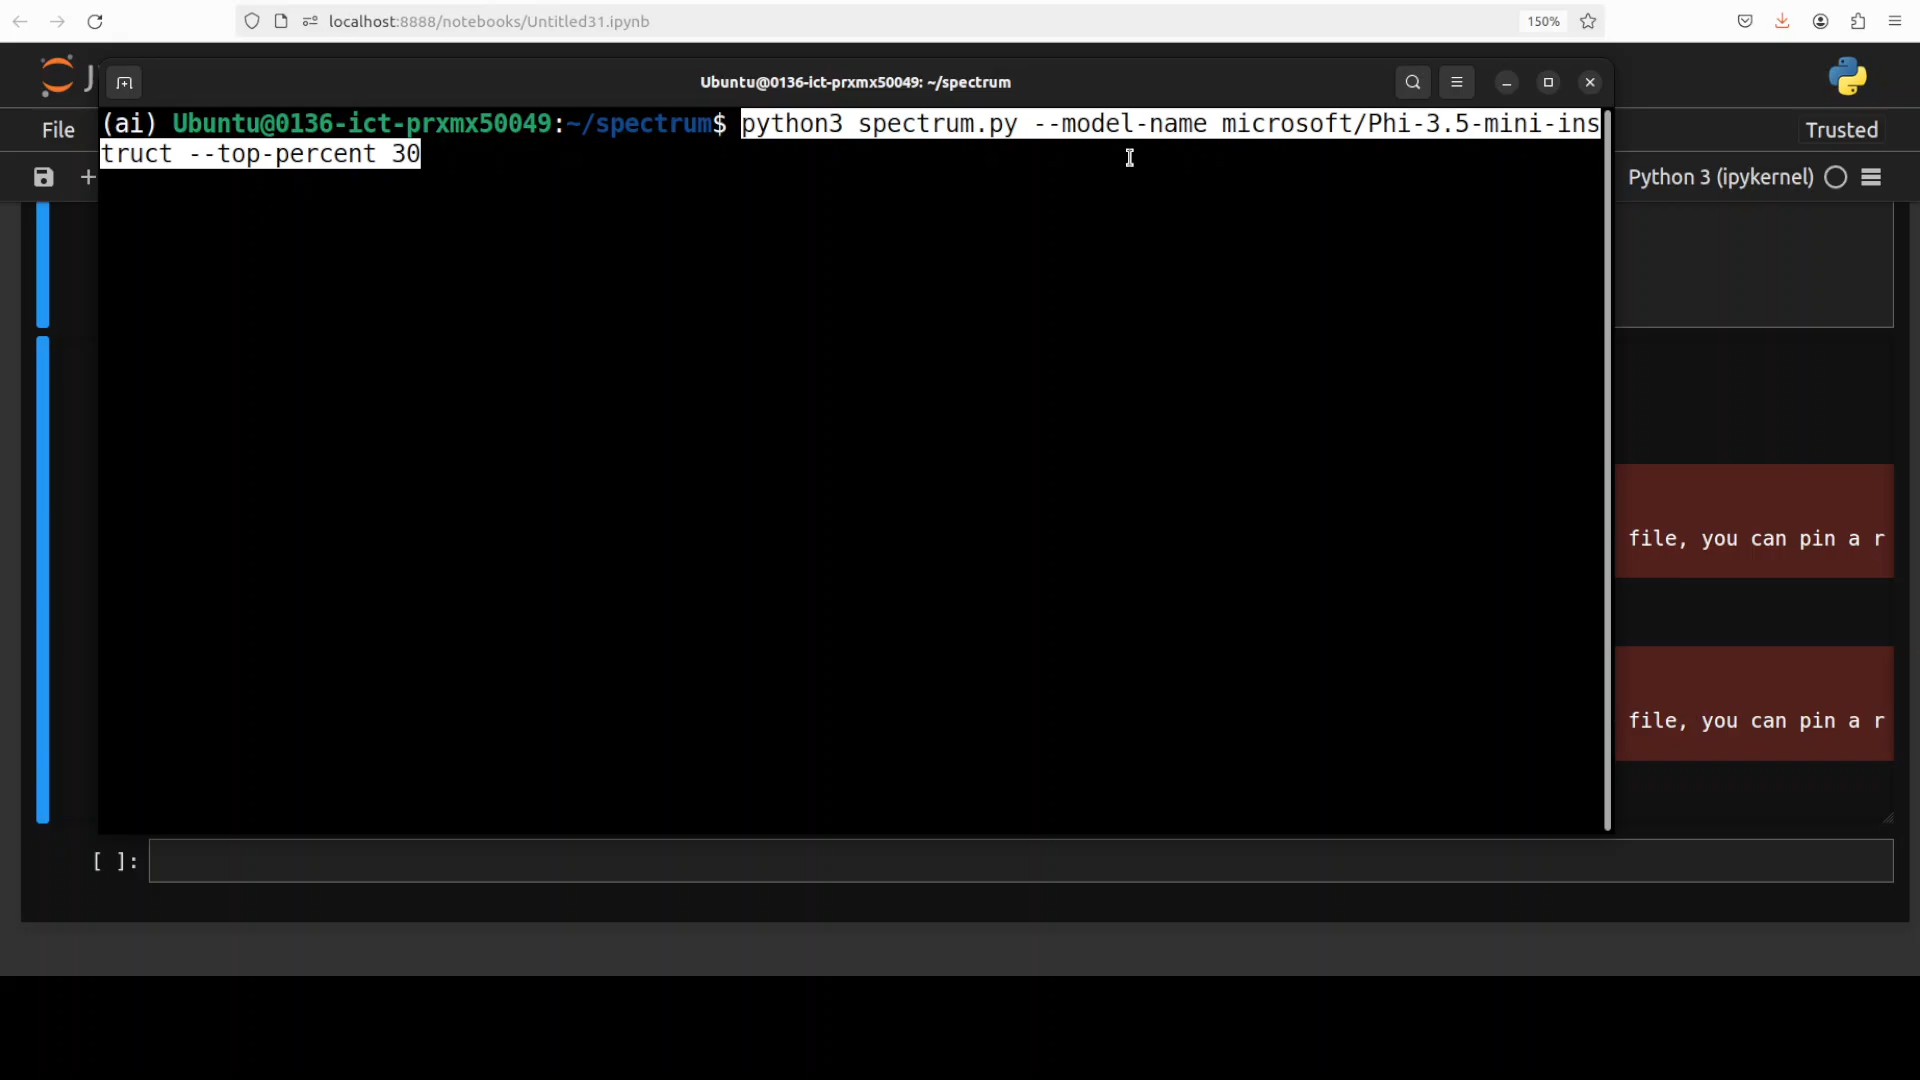 localhost:8888/notebooks/Untitled31.ipynb
150%
J
Ubuntu@0136-ict-prxmx50049: ~/spectrum
File
Trusted
(ai) Ubuntu@0136-ict-prxmx50049:~/spectrum$ python3 spectrum.py --model-name microsoft/Phi-3.5-mini-ins
truct --top-percent 30
Python 3 (ipykernel)
file, you can pin a r
file, you can pin a r
[ ]: